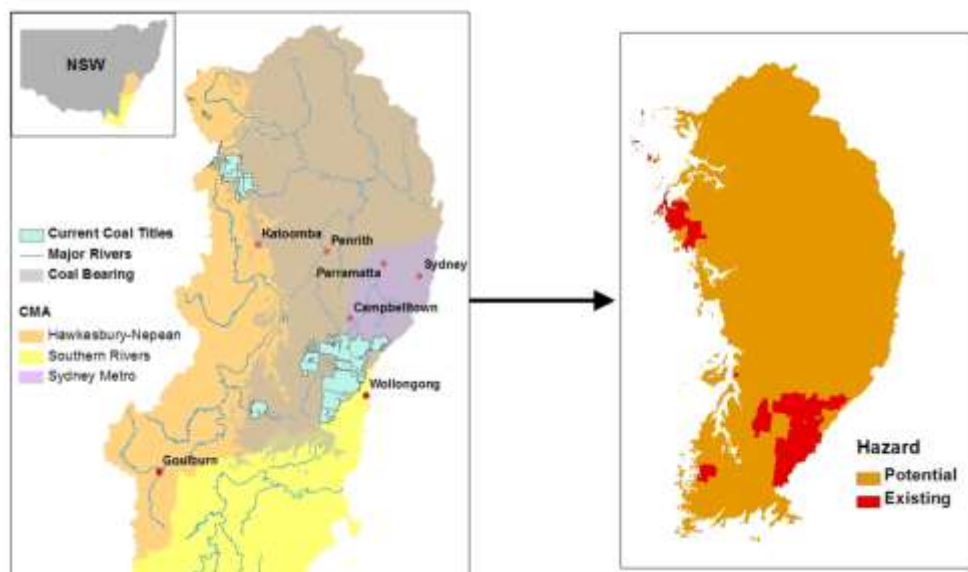 NSW
Current Coal Titles
Major Rivers
Coal Bearing
CMA
Hawkesbury-Nepean
Southern Rivers
Sydney Metro
Katoomba
Penrith
Parramatta
Sydney
Campbelltown
Wollongong
Goulburn
Hazard
Potential
Existing